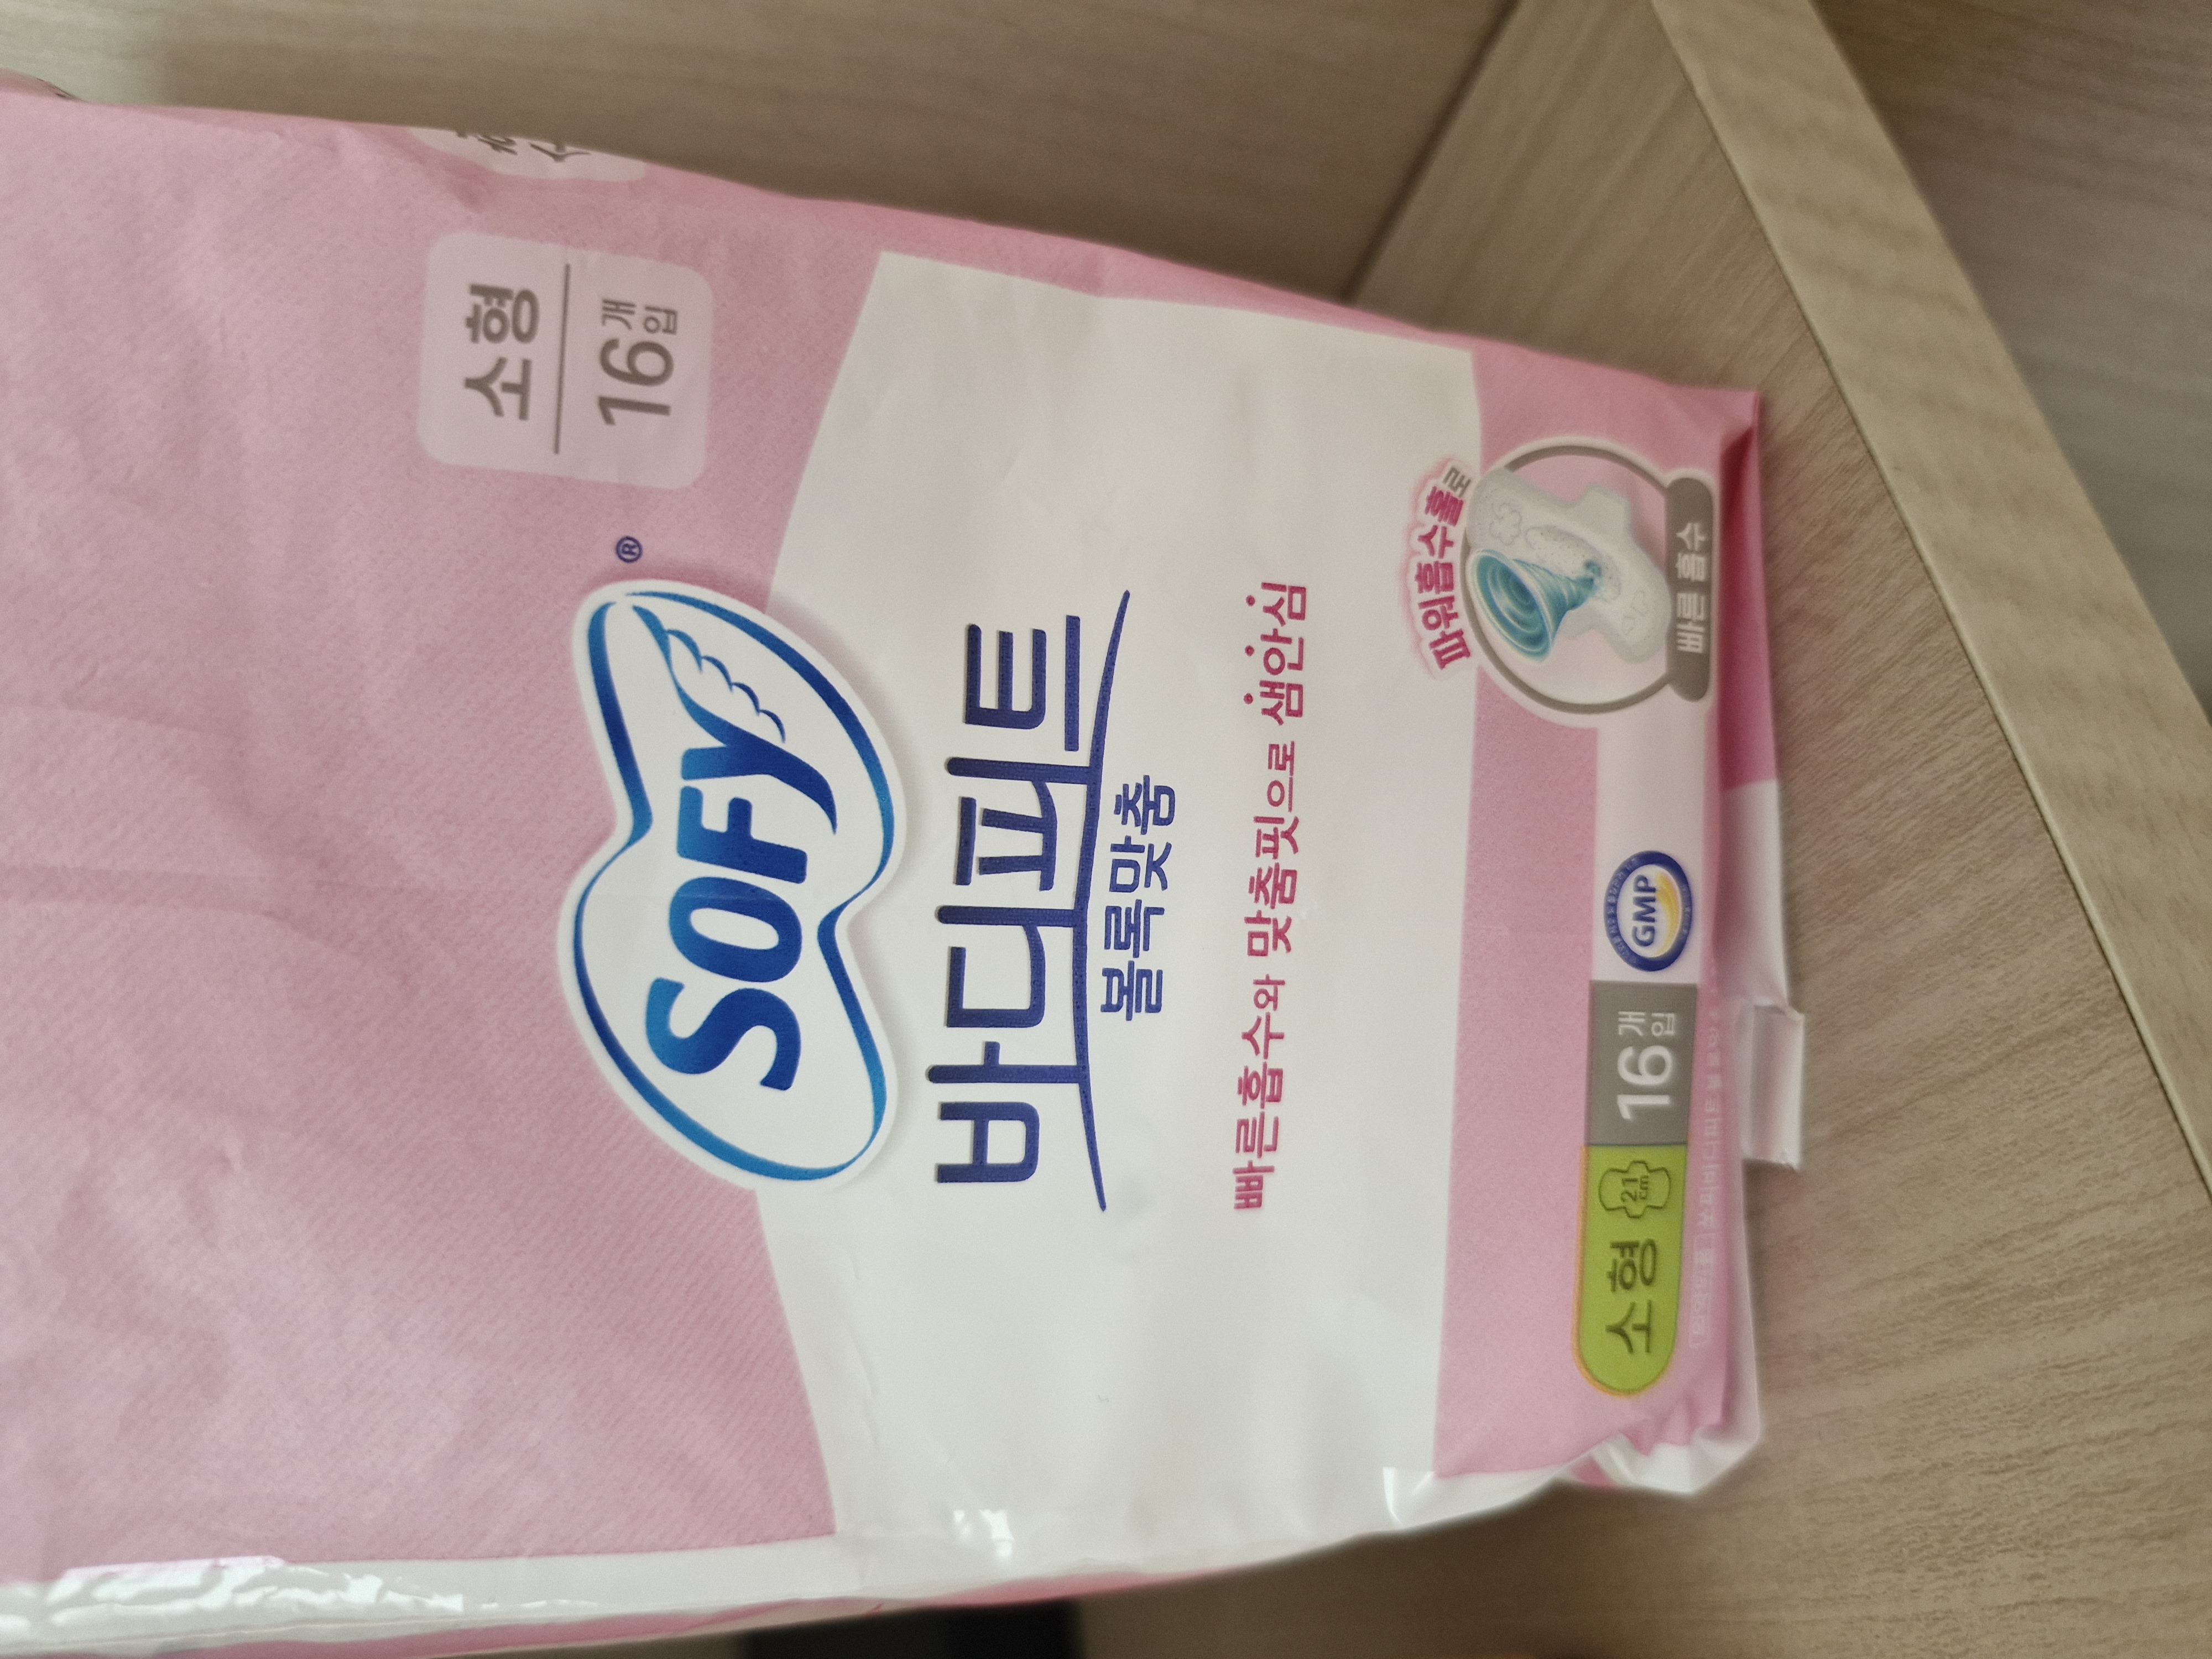 소형
16개입
SOFY®
바디피트
볼록맞춤
빠른흡수와 맞춤핏으로 샘안심
파워흡수홀로
빠른 흡수
소형 21cm 16개입 GMP